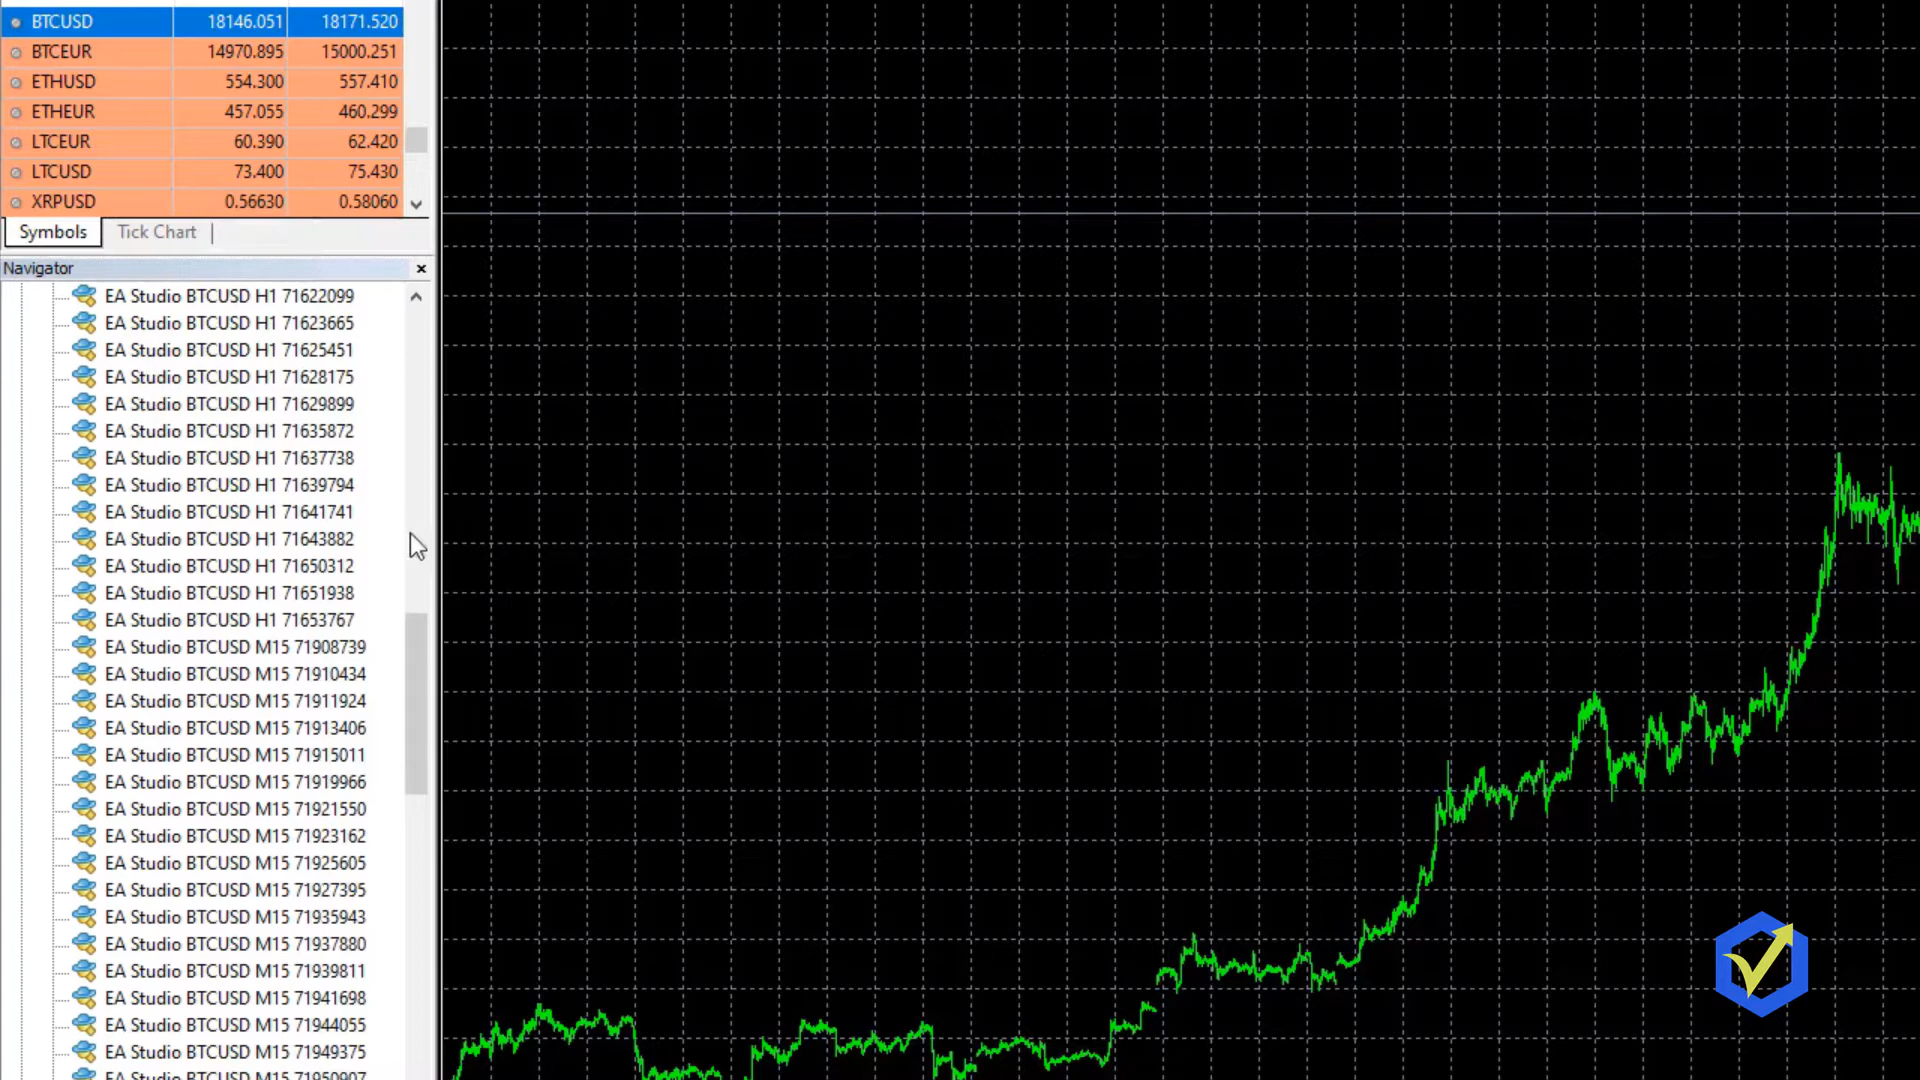 BTCUSD 18146.051 18171.520
BTCEUR 14970.895 15000.251
ETHUSD 554.300 557.410
ETHEUR 457.055 460.299
LTCEUR 60.390 62.420
LTCUSD 73.400 75.430
XRPUSD 0.56630 0.58060
Symbols Tick Chart
Navigator
EA Studio BTCUSD H1 71622099
EA Studio BTCUSD H1 71623665
EA Studio BTCUSD H1 71625451
EA Studio BTCUSD H1 71628175
EA Studio BTCUSD H1 71629899
EA Studio BTCUSD H1 71635872
EA Studio BTCUSD H1 71637738
EA Studio BTCUSD H1 71639794
EA Studio BTCUSD H1 71641741
EA Studio BTCUSD H1 71643882
EA Studio BTCUSD H1 71650312
EA Studio BTCUSD H1 71651938
EA Studio BTCUSD H1 71653767
EA Studio BTCUSD M15 71908739
EA Studio BTCUSD M15 71910434
EA Studio BTCUSD M15 71911924
EA Studio BTCUSD M15 71913406
EA Studio BTCUSD M15 71915011
EA Studio BTCUSD M15 71919966
EA Studio BTCUSD M15 71921550
EA Studio BTCUSD M15 71923162
EA Studio BTCUSD M15 71925605
EA Studio BTCUSD M15 71927395
EA Studio BTCUSD M15 71935943
EA Studio BTCUSD M15 71937880
EA Studio BTCUSD M15 71939811
EA Studio BTCUSD M15 71941698
EA Studio BTCUSD M15 71944055
EA Studio BTCUSD M15 71949375
EA Studio BTCUSD M15 71950907